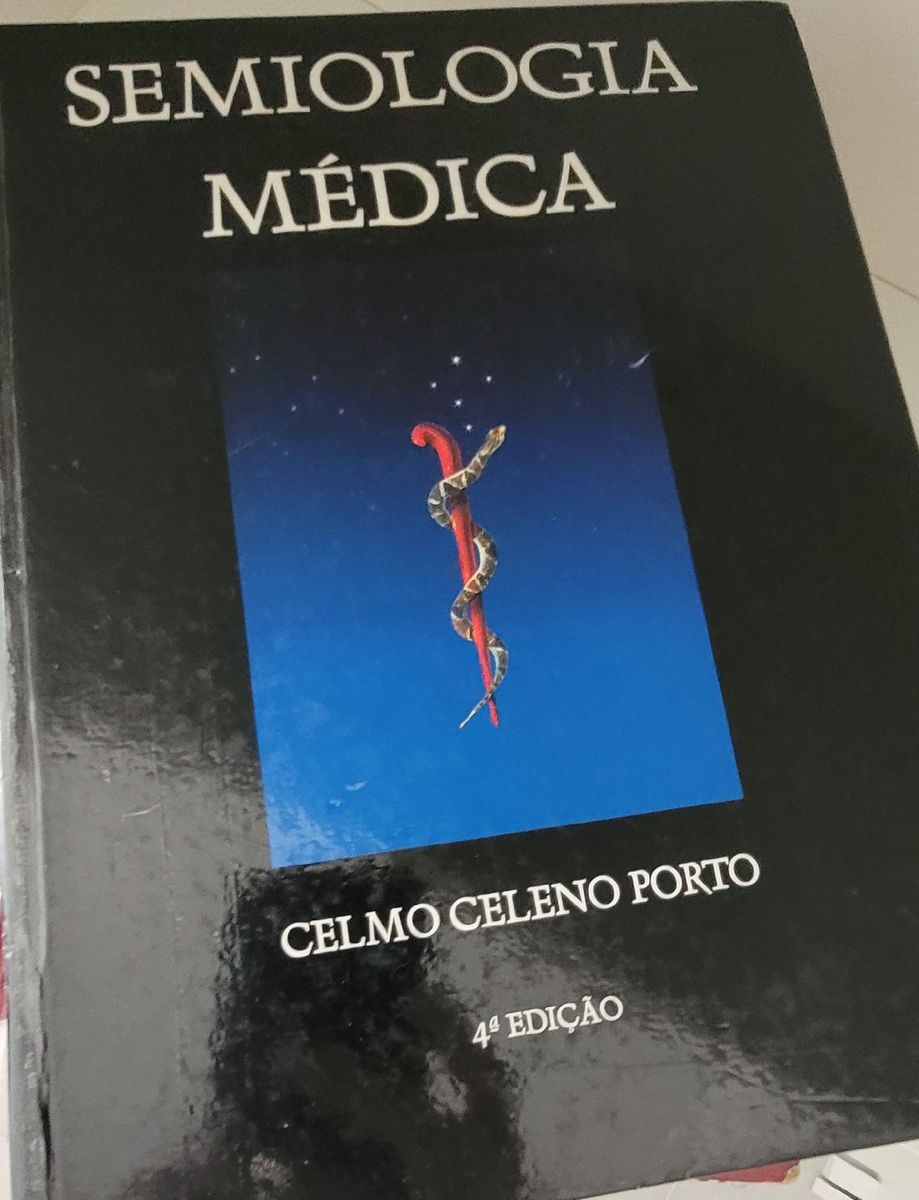 SEMIOLOGIA
MÉDICA
CELMO CELENO PORTO
4ª EDIÇÃO